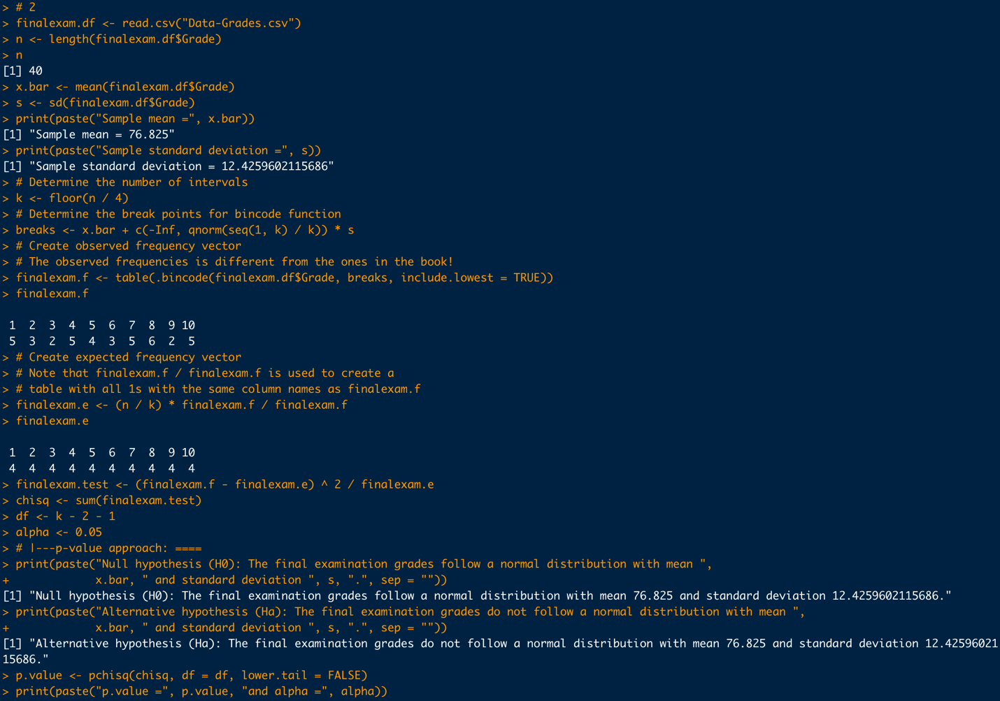 > # 2
> finalexam.df <- read.csv("Data-Grades.csv")
> n <- length(finalexam.df$Grade)
> n
[1] 40
> x.bar <- mean(finalexam.df$Grade)
> s <- sd(finalexam.df$Grade)
> print(paste("Sample mean =", x.bar))
[1] "Sample mean = 76.825"
> print(paste("Sample standard deviation =", s))
[1] "Sample standard deviation = 12.4259602115686"
> # Determine the number of intervals
> k <- floor(n / 4)
> # Determine the break points for bincode function
> breaks <- x.bar + c(-Inf, qnorm(seq(1, k) / k)) * s
> # Create observed frequency vector
> # The observed frequencies is different from the ones in the book!
> finalexam.f <- table(.bincode(finalexam.df$Grade, breaks, include.lowest = TRUE))
> finalexam.f
 1  2  3  4  5  6  7  8  9 10
 5  3  2  5  4  3  5  6  2  5
> # Create expected frequency vector
> # Note that finalexam.f / finalexam.f is used to create a
> # table with all 1s with the same column names as finalexam.f
> finalexam.e <- (n / k) * finalexam.f / finalexam.f
> finalexam.e
 1  2  3  4  5  6  7  8  9 10
 4  4  4  4  4  4  4  4  4  4
> finalexam.test <- (finalexam.f - finalexam.e) ^ 2 / finalexam.e
> chisq <- sum(finalexam.test)
> df <- k - 2 - 1
> alpha <- 0.05
> # |---p-value approach: ====
> print(paste("Null hypothesis (H0): The final examination grades follow a normal distribution with mean ",
+             x.bar, " and standard deviation ", s, ".", sep = ""))
[1] "Null hypothesis (H0): The final examination grades follow a normal distribution with mean 76.825 and standard deviation 12.4259602115686."
> print(paste("Alternative hypothesis (Ha): The final examination grades do not follow a normal distribution with mean ",
+             x.bar, " and standard deviation ", s, ".", sep = ""))
[1] "Alternative hypothesis (Ha): The final examination grades do not follow a normal distribution with mean 76.825 and standard deviation 12.42596021
15686."
> p.value <- pchisq(chisq, df = df, lower.tail = FALSE)
> print(paste("p.value =", p.value, "and alpha =", alpha))